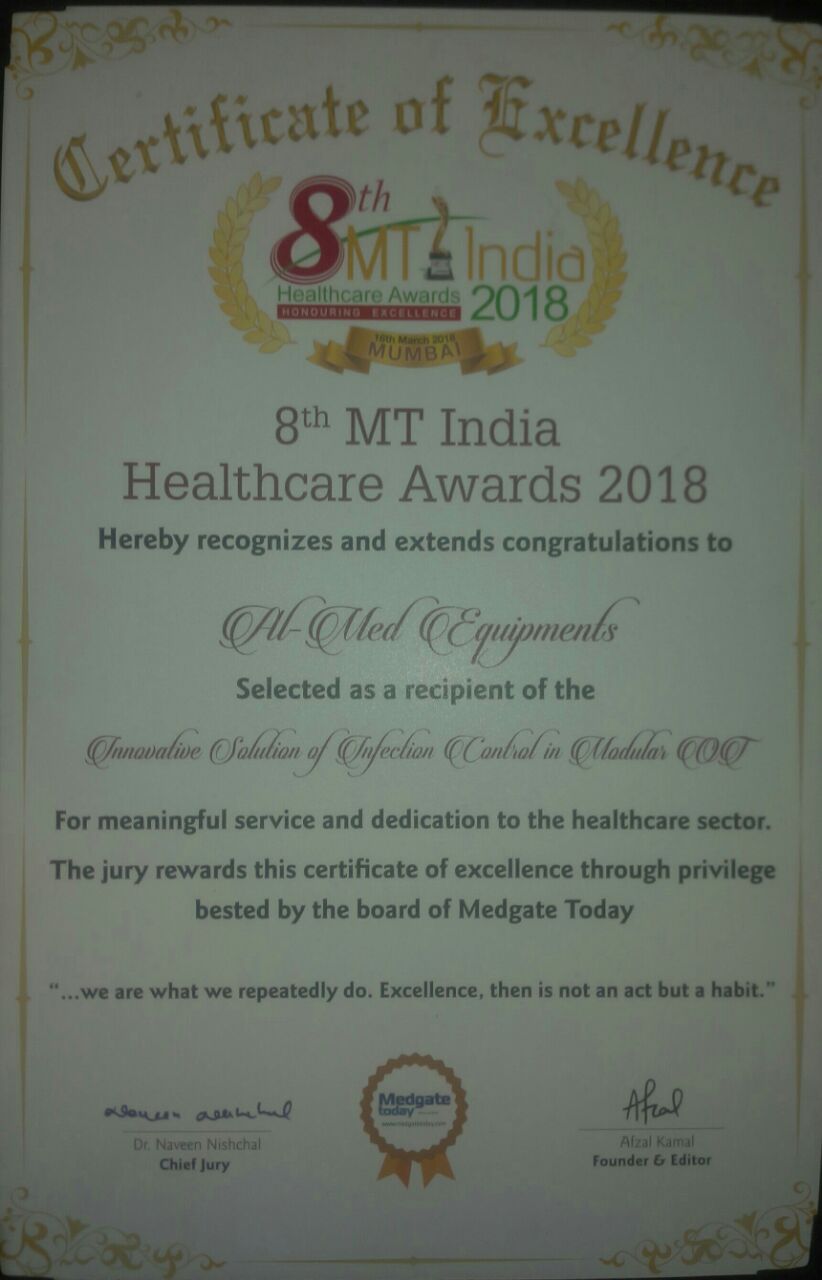 Certificate of Excellence
8th
MT India
Healthcare Awards 2018
HONOURING EXCELLENCE
16th March 2018
MUMBAI
8th MT India
Healthcare Awards 2018
Hereby recognizes and extends congratulations to
Al-Med Equipments
Selected as a recipient of the
Innovative Solution of Infection Control in Modular OT
For meaningful service and dedication to the healthcare sector.
The jury rewards this certificate of excellence through privilege
bested by the board of Medgate Today
“...we are what we repeatedly do. Excellence, then is not an act but a habit.”
Medgate
today
www.medgatetoday.com
Afzal
Dr. Naveen Nishchal
Chief Jury
Afzal Kamal
Founder & Editor